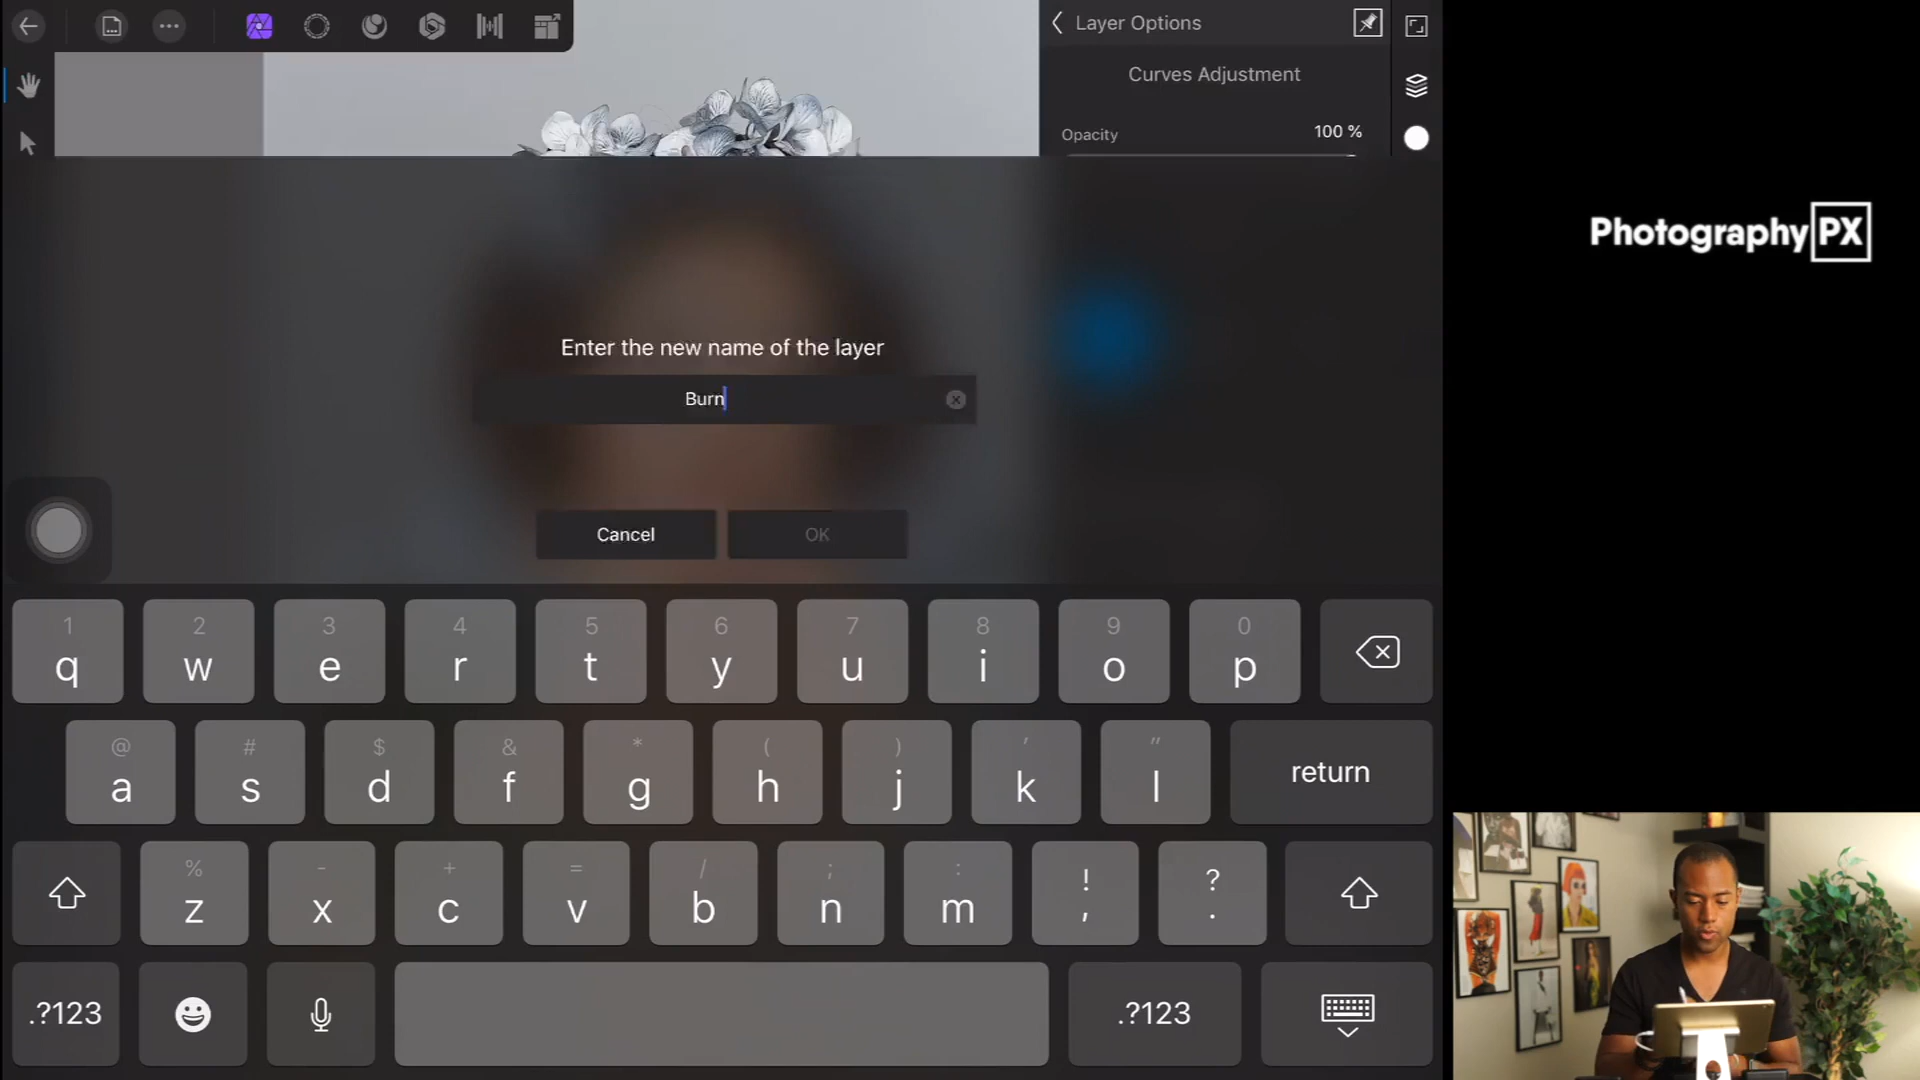 Layer Options
Curves Adjustment
Opacity 100 %
PhotographyPX
Enter the new name of the layer
Burn
Cancel OK
1 2 3 4 5 6 7 8 9 0
q w e r t y u i o p
@ # $ & * ( ) ' "
a s d f g h j k l return
% - + = / ; : ! ?
z x c v b n m , .
.?123 .?123